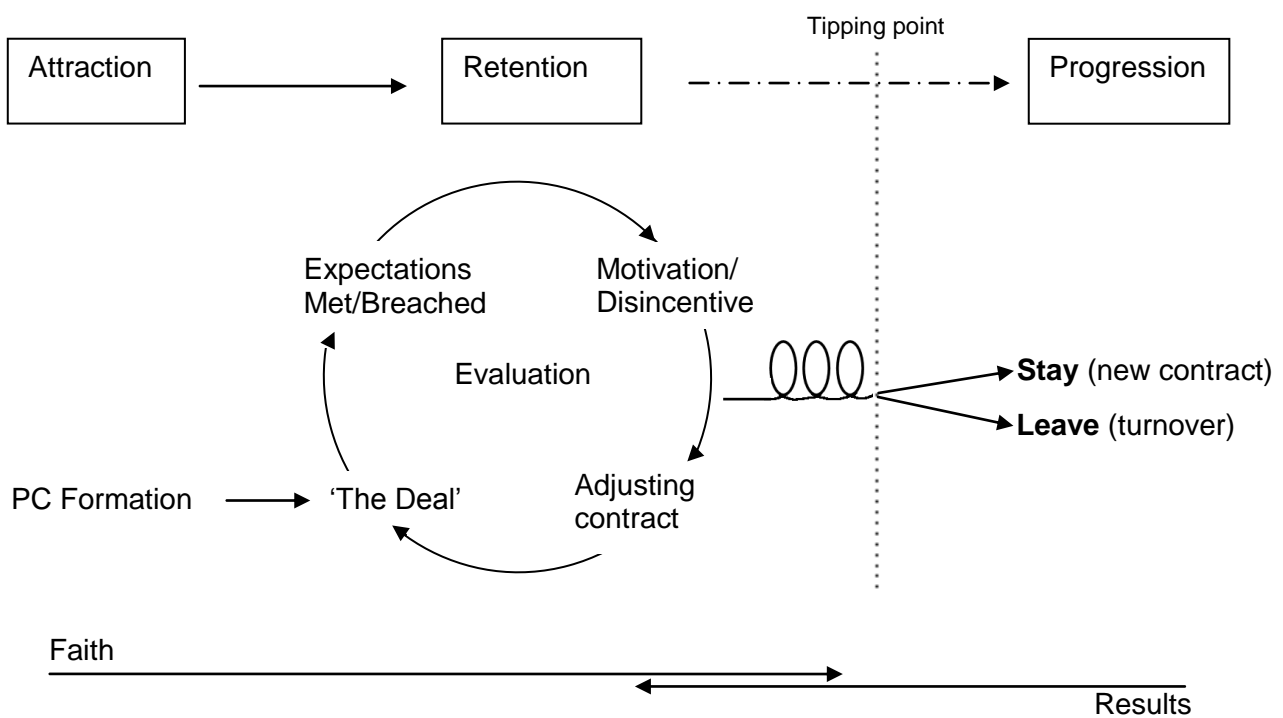 Tipping point
Attraction
Retention
Progression
Expectations
Met/Breached
Motivation/
Disincentive
Evaluation
Stay (new contract)
Leave (turnover)
PC Formation
‘The Deal’
Adjusting
contract
Faith
Results